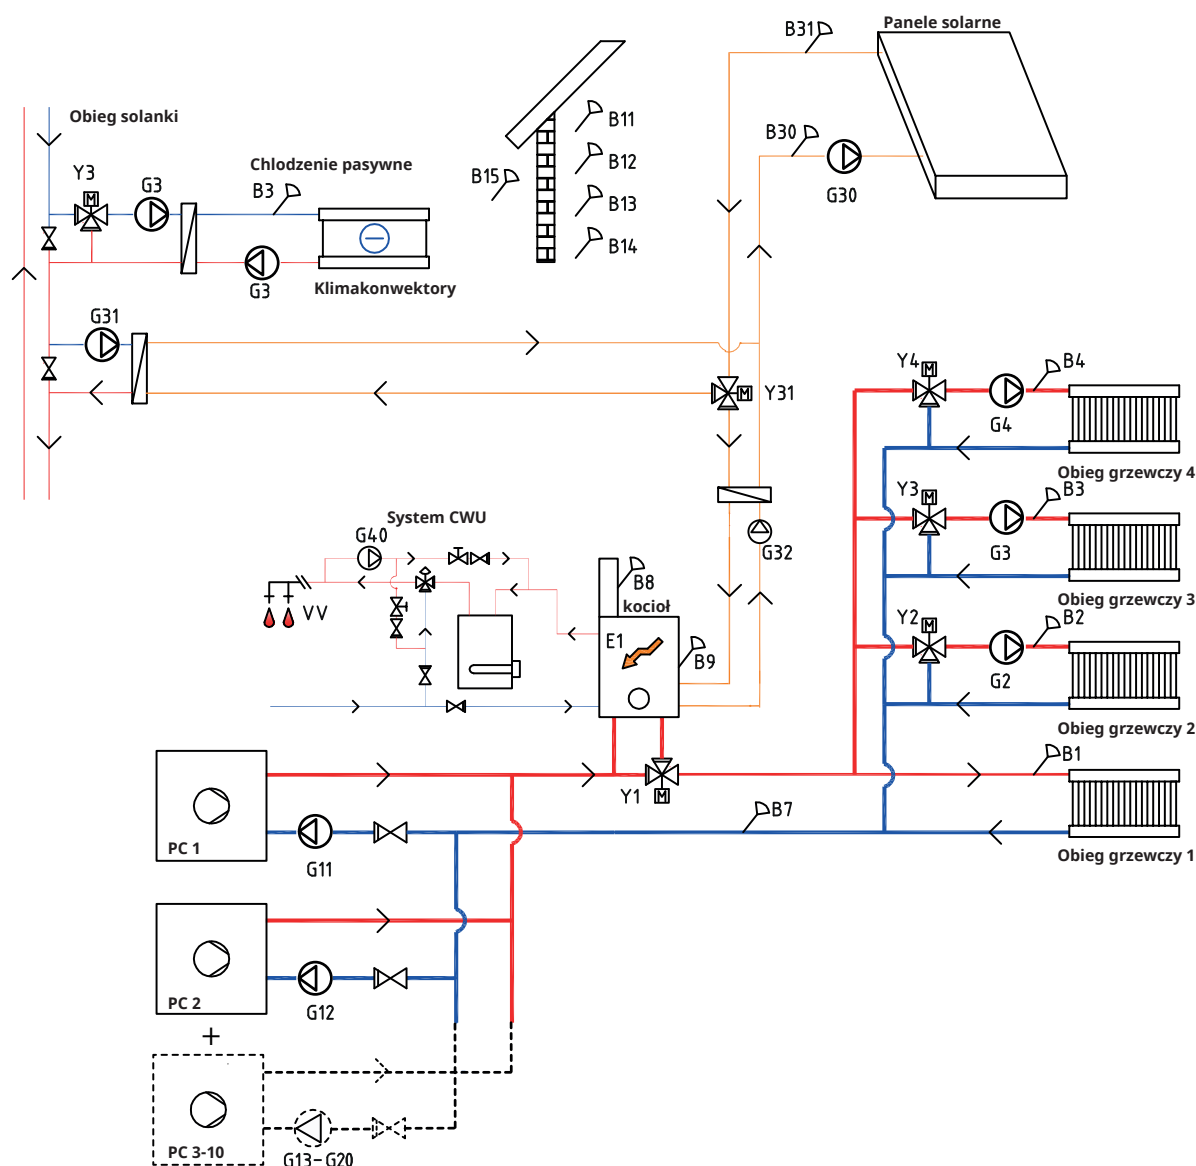 Panele solarne
B31
Obieg solanki
B11
B30
Chlodzenie pasywne
B12
Y3
G3
B3
B15
G30
B13
B14
G3
Klimakonwektory
G31
Y4
B4
Y31
G4
Obieg grzewczy 4
Y3
B3
System CWU
G40
G32
G3
B8
kocioł
Obieg grzewczy 3
VV
Y2
B2
E1
B9
G2
Obieg grzewczy 2
B1
Y1
B7
PC 1
G11
Obieg grzewczy 1
M
M
M
M
M
M
PC 2
G12
+
PC 3-10
G13-G20